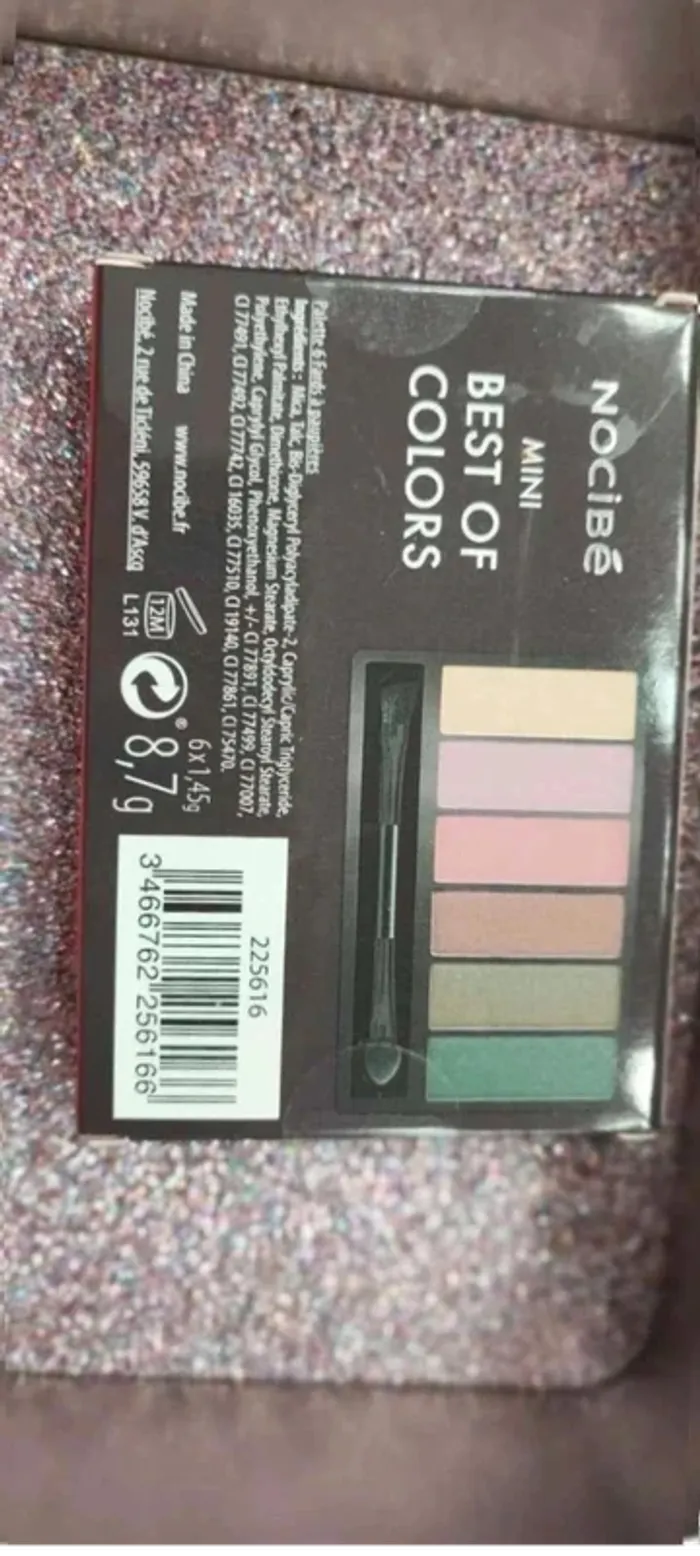 NOCIBÉ
MINI
BEST OF
COLORS
Palette 6 fards à paupières
Ingrédients : Mica, Talc, Bis-Diglyceryl Polyacyladipate-2, Caprylic/Capric Triglyceride,
Ethylhexyl Palmitate, Dimethicone, Magnesium Stearate, Octyldodecyl Stearoyl Stearate,
Polyethylene, Caprylyl Glycol, Phenoxyethanol, +/- CI 77891, CI 77499, CI 77007,
CI 77491, CI 77492, CI 77742, CI 16035, CI 77510, CI 19140, CI 77861, CI 75470.
Made in China www.nocibe.fr
Nocibé, 2 rue de Ticléni, 59658 V. d'Ascq
12M
L131
6 x 1,45g
8,7 g
225616
3 466762 256166